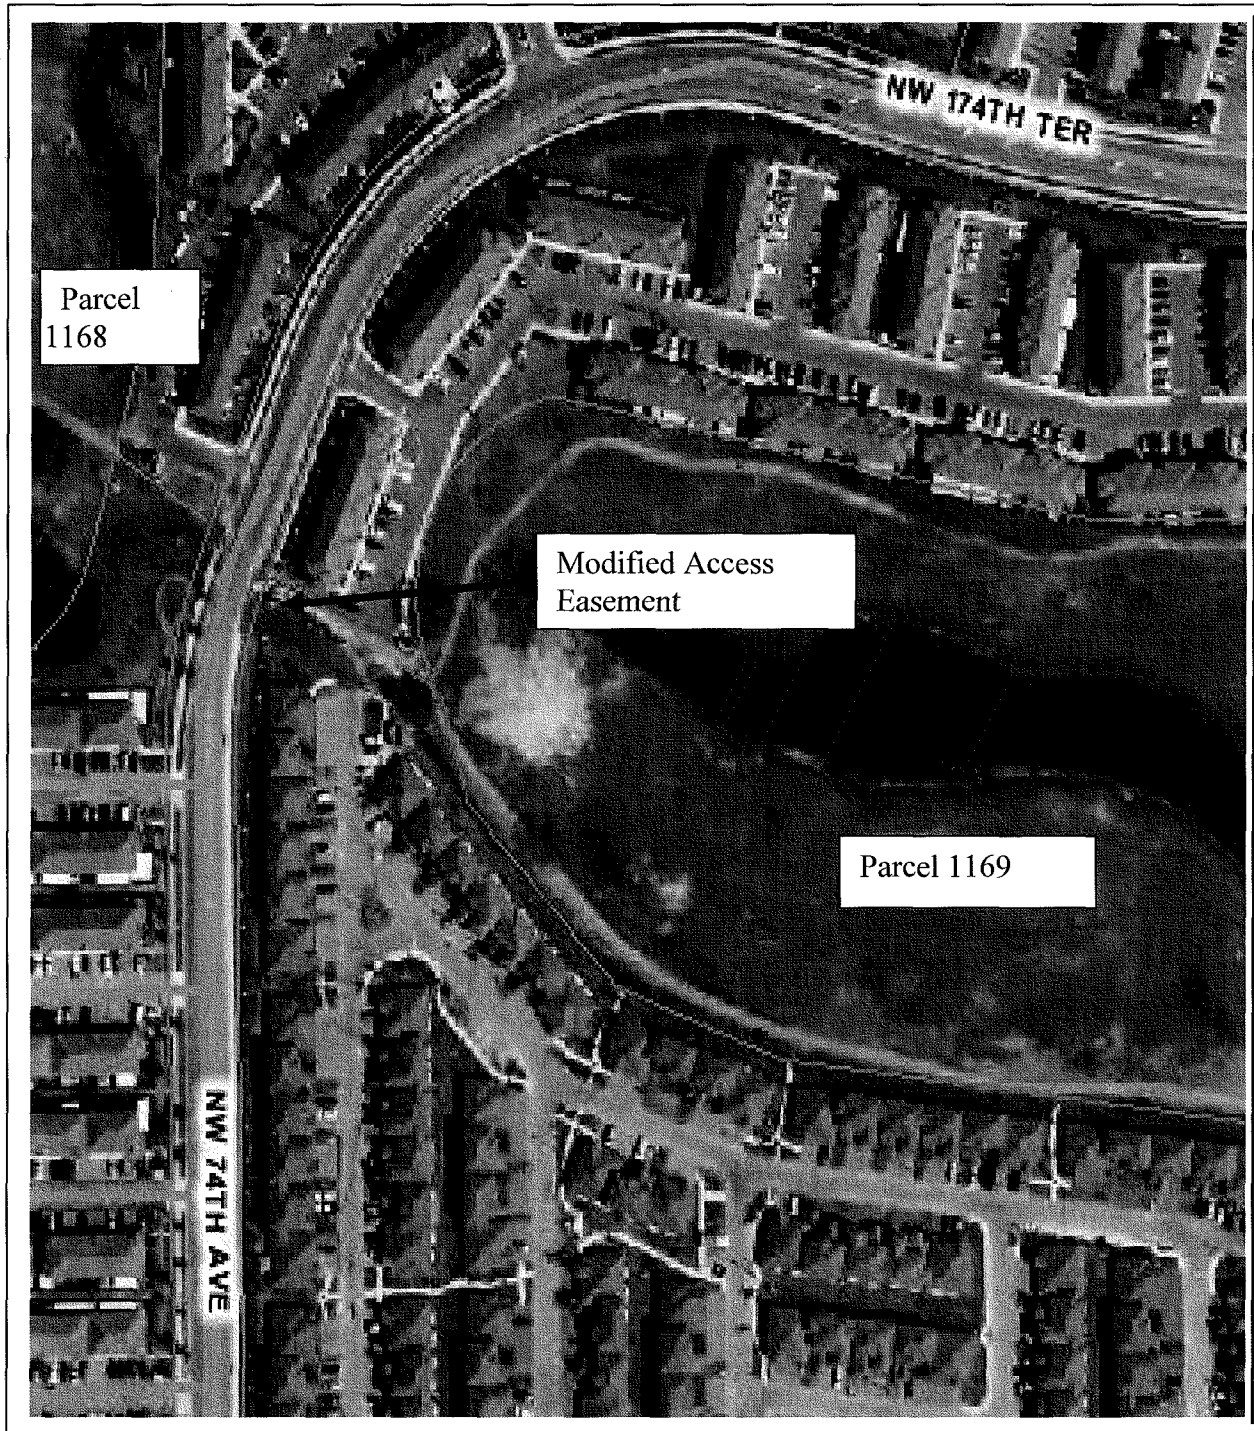 NW 174TH TER
Parcel
1168
Modified Access
Easement
Parcel 1169
NW 74TH AVE